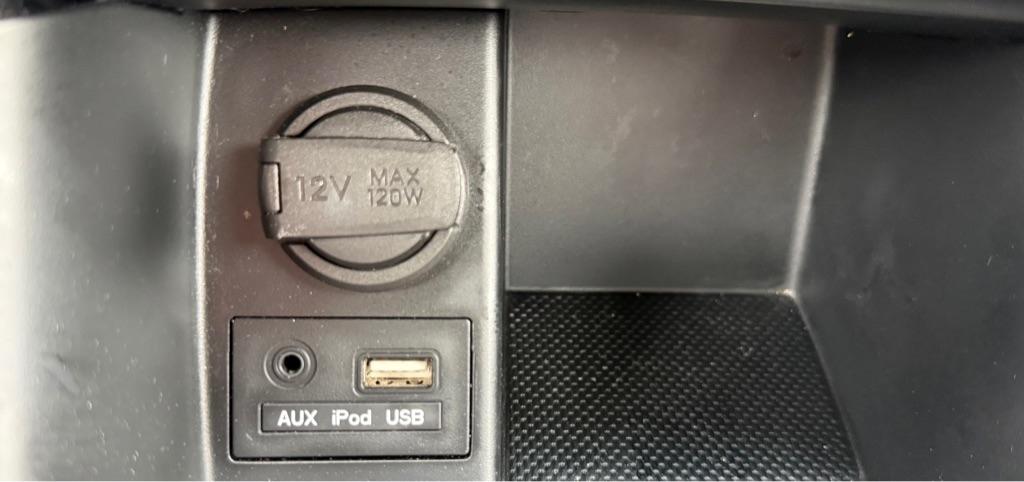 12V MAX
120W
AUX iPod USB